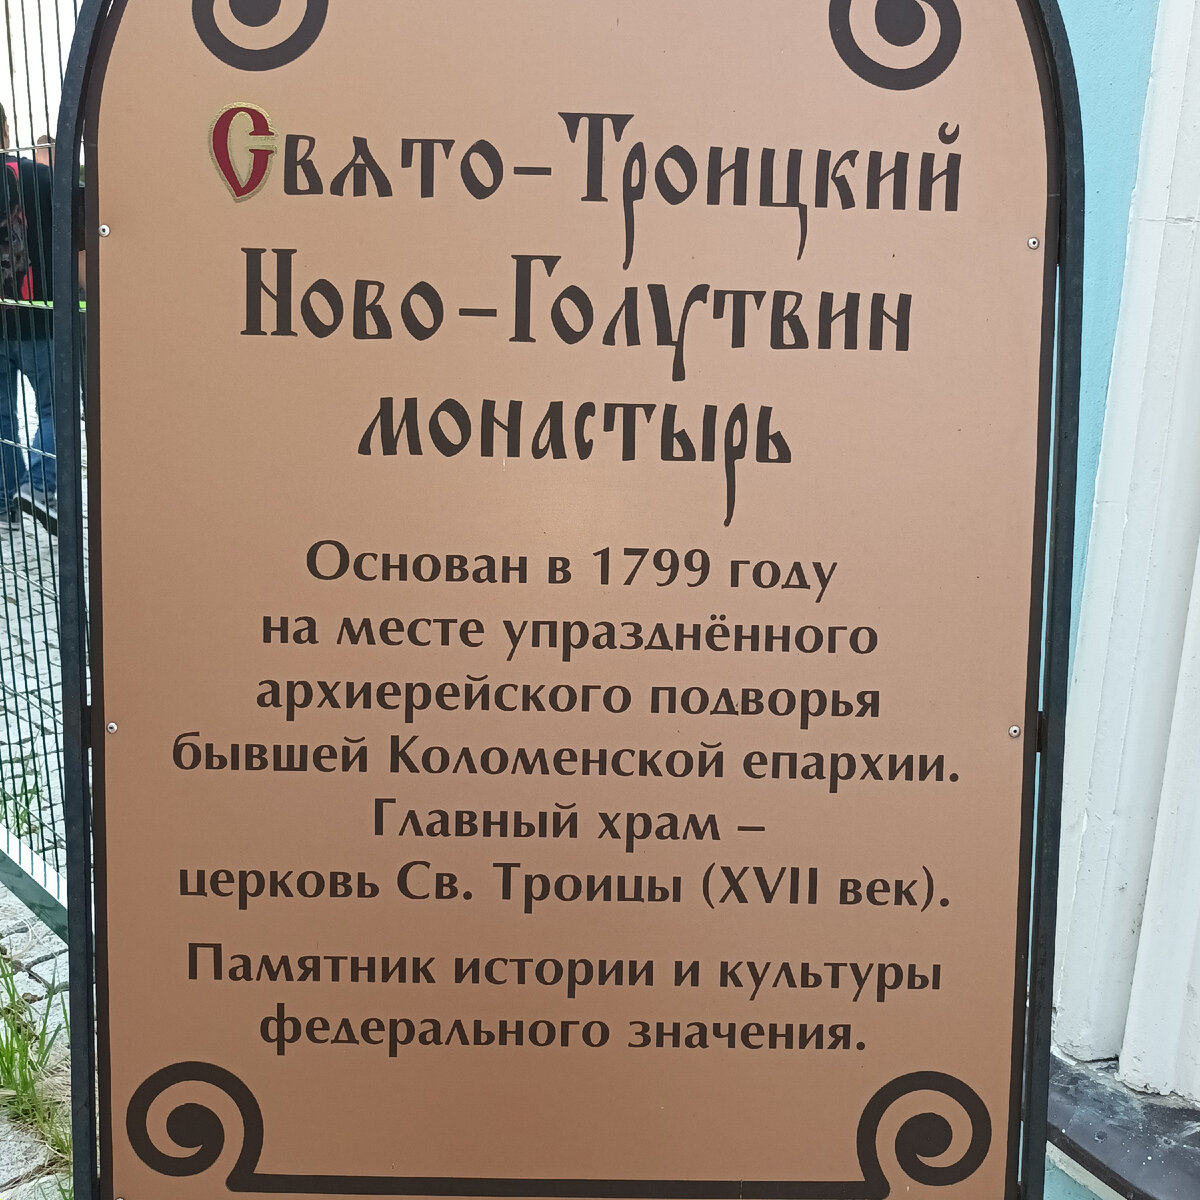 Свято-Троицкий
Ново-Голутвин
монастырь
Основан в 1799 году
на месте упразднённого
архиерейского подворья
бывшей Коломенской епархии.
Главный храм –
церковь Св. Троицы (XVII век).
Памятник истории и культуры
федерального значения.